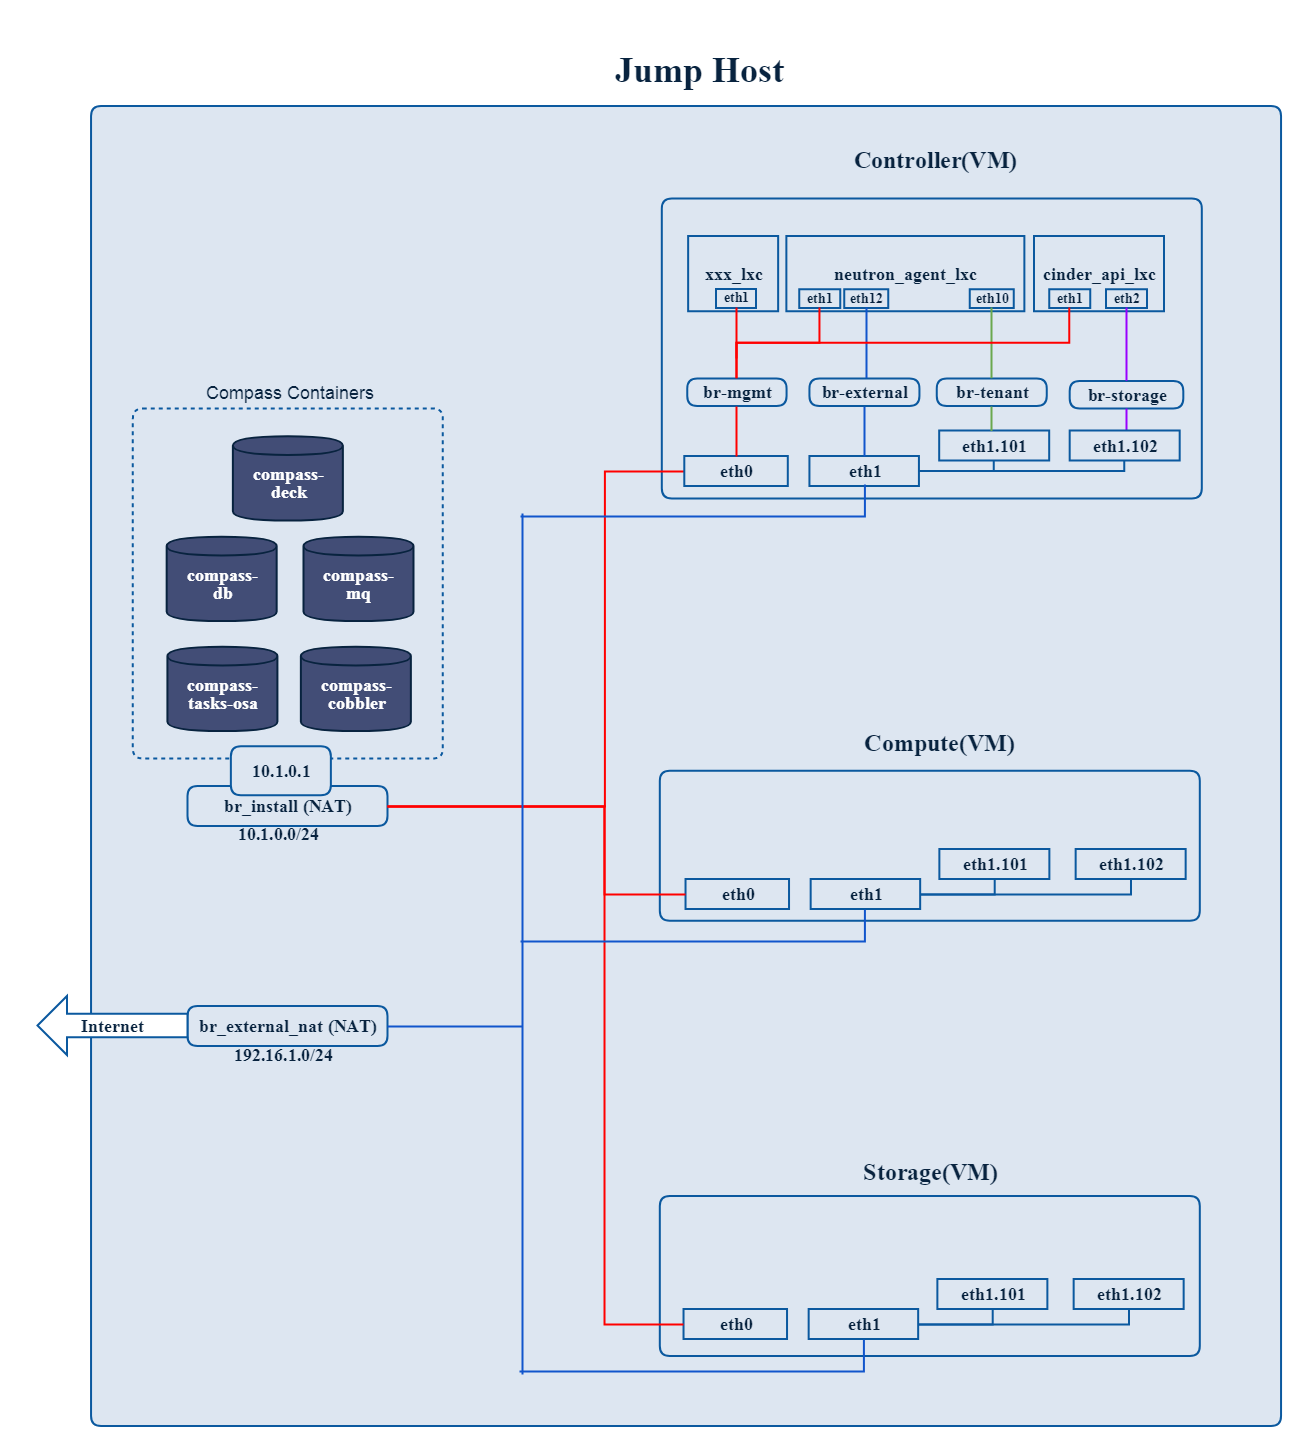 Jump Host
Controller(VM)
xxx_lxc
neutron_agent_lxc
cinder_api_lxc
eth1
eth1
eth12
eth10
eth1
eth2
br-mgmt
br-external
br-tenant
br-storage
eth1.101
eth1.102
eth0
eth1
Compass Containers
compass-
deck
compass-
db
compass-
mq
compass-
tasks-osa
compass-
cobbler
10.1.0.1
br_install (NAT)
10.1.0.0/24
Compute(VM)
eth1.101
eth1.102
eth0
eth1
Internet
br_external_nat (NAT)
192.16.1.0/24
Storage(VM)
eth1.101
eth1.102
eth0
eth1